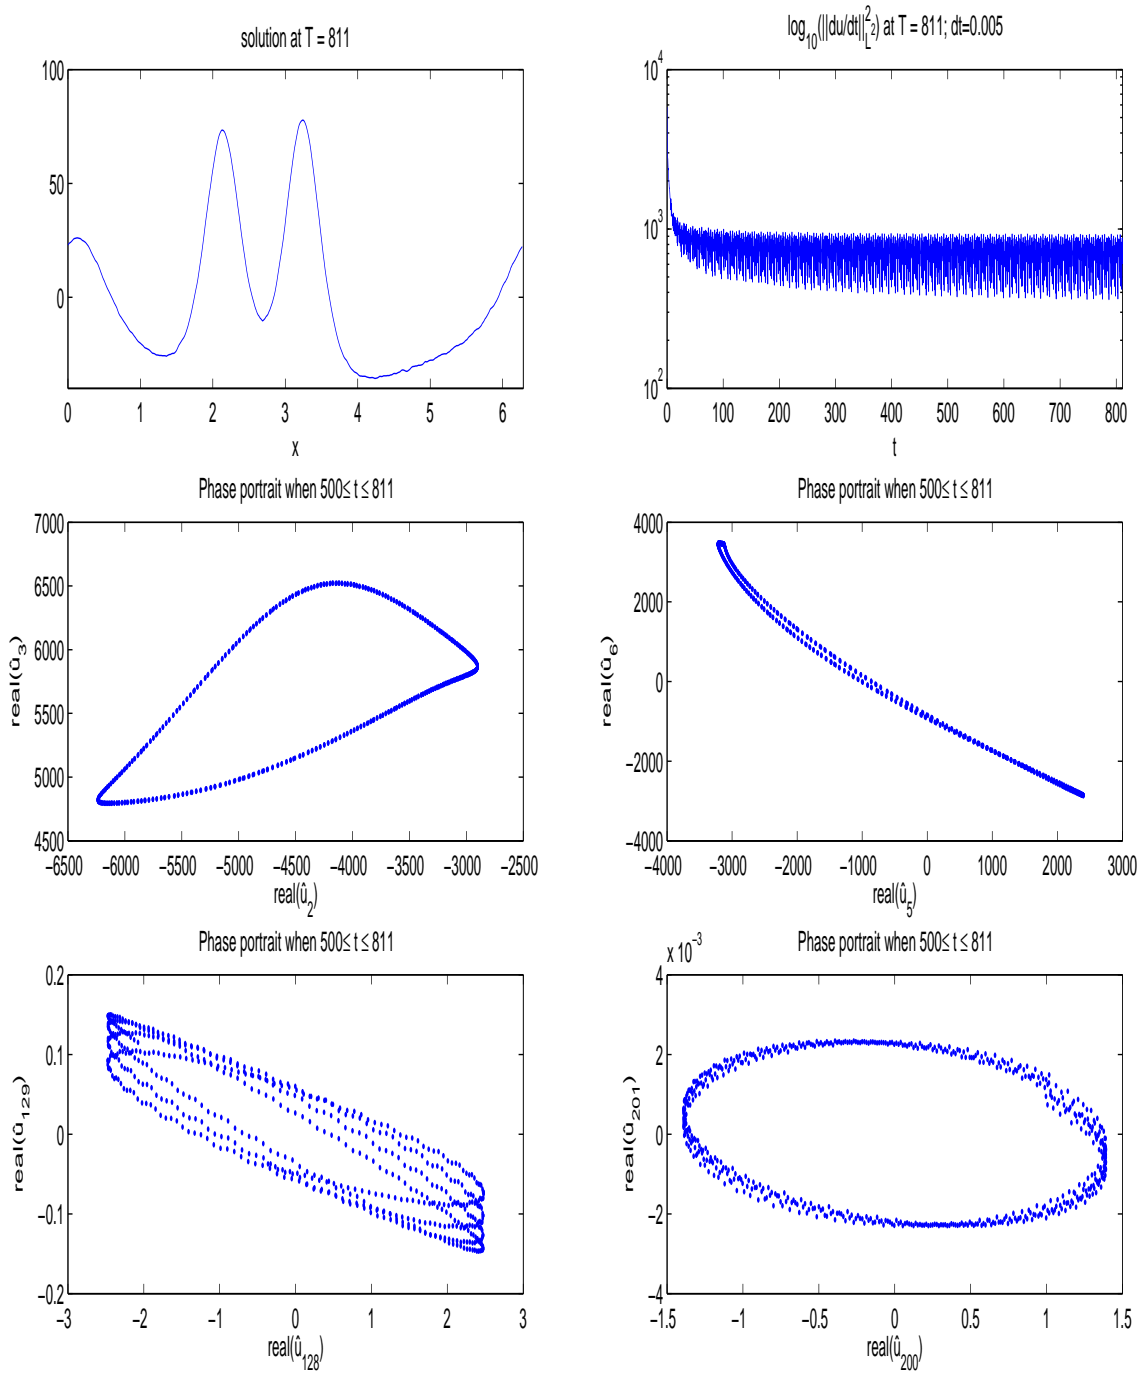 solution at T = 811
100
50
0
0 1 2 3 4 5 6
x
log10(||du/dt||²L²) at T = 811; dt=0.005
10⁴
10³
10²
0 100 200 300 400 500 600 700 800
t
Phase portrait when 500≤ t ≤ 811
real(û3)
7000
6500
6000
5500
5000
4500
−6500 −6000 −5500 −5000 −4500 −4000 −3500 −3000 −2500
real(û2)
Phase portrait when 500≤ t ≤ 811
real(û6)
4000
2000
0
−2000
−4000
−4000 −3000 −2000 −1000 0 1000 2000 3000
real(û5)
Phase portrait when 500≤ t ≤ 811
real(û129)
0.2
0.1
0
−0.1
−0.2
−3 −2 −1 0 1 2 3
real(û128)
Phase portrait when 500≤ t ≤ 811
x 10⁻³
real(û201)
4
2
0
−2
−4
−1.5 −1 −0.5 0 0.5 1 1.5
real(û200)